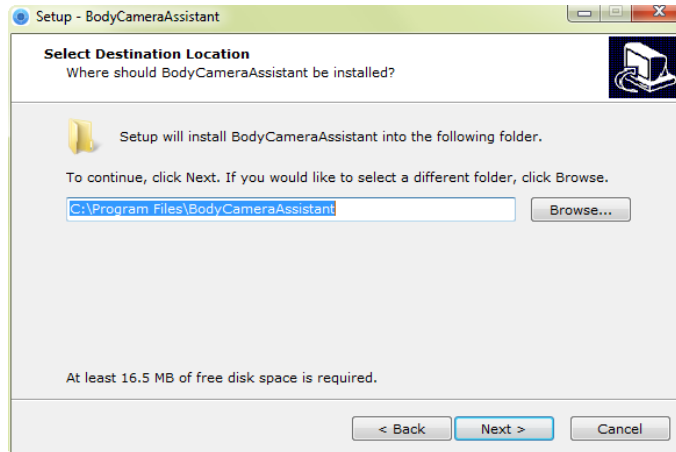 Setup - BodyCameraAssistant
Select Destination Location
Where should BodyCameraAssistant be installed?
Setup will install BodyCameraAssistant into the following folder.
To continue, click Next. If you would like to select a different folder, click Browse.
C:\Program Files\BodyCameraAssistant
Browse...
At least 16.5 MB of free disk space is required.
< Back Next > Cancel